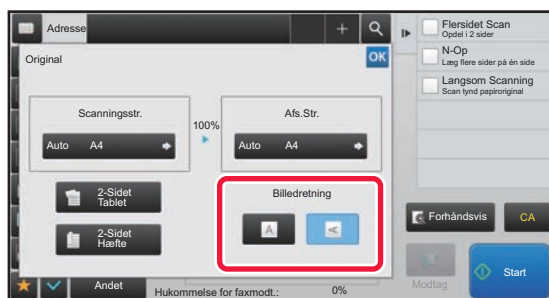 Adresse
Original
OK
Scanningsstr.
100%
Afs.Str.
Auto A4
Auto A4
2-Sidet
Tablet
2-Sidet
Hæfte
Billedretning
A
A
Andet
Hukommelse for faxmodt.: 0%
Flersidet Scan
Opdel i 2 sider
N-Op
Læg flere sider på én side
Langsom Scanning
Scan tynd papiroriginal
Forhåndsvis
CA
Modtag
Start